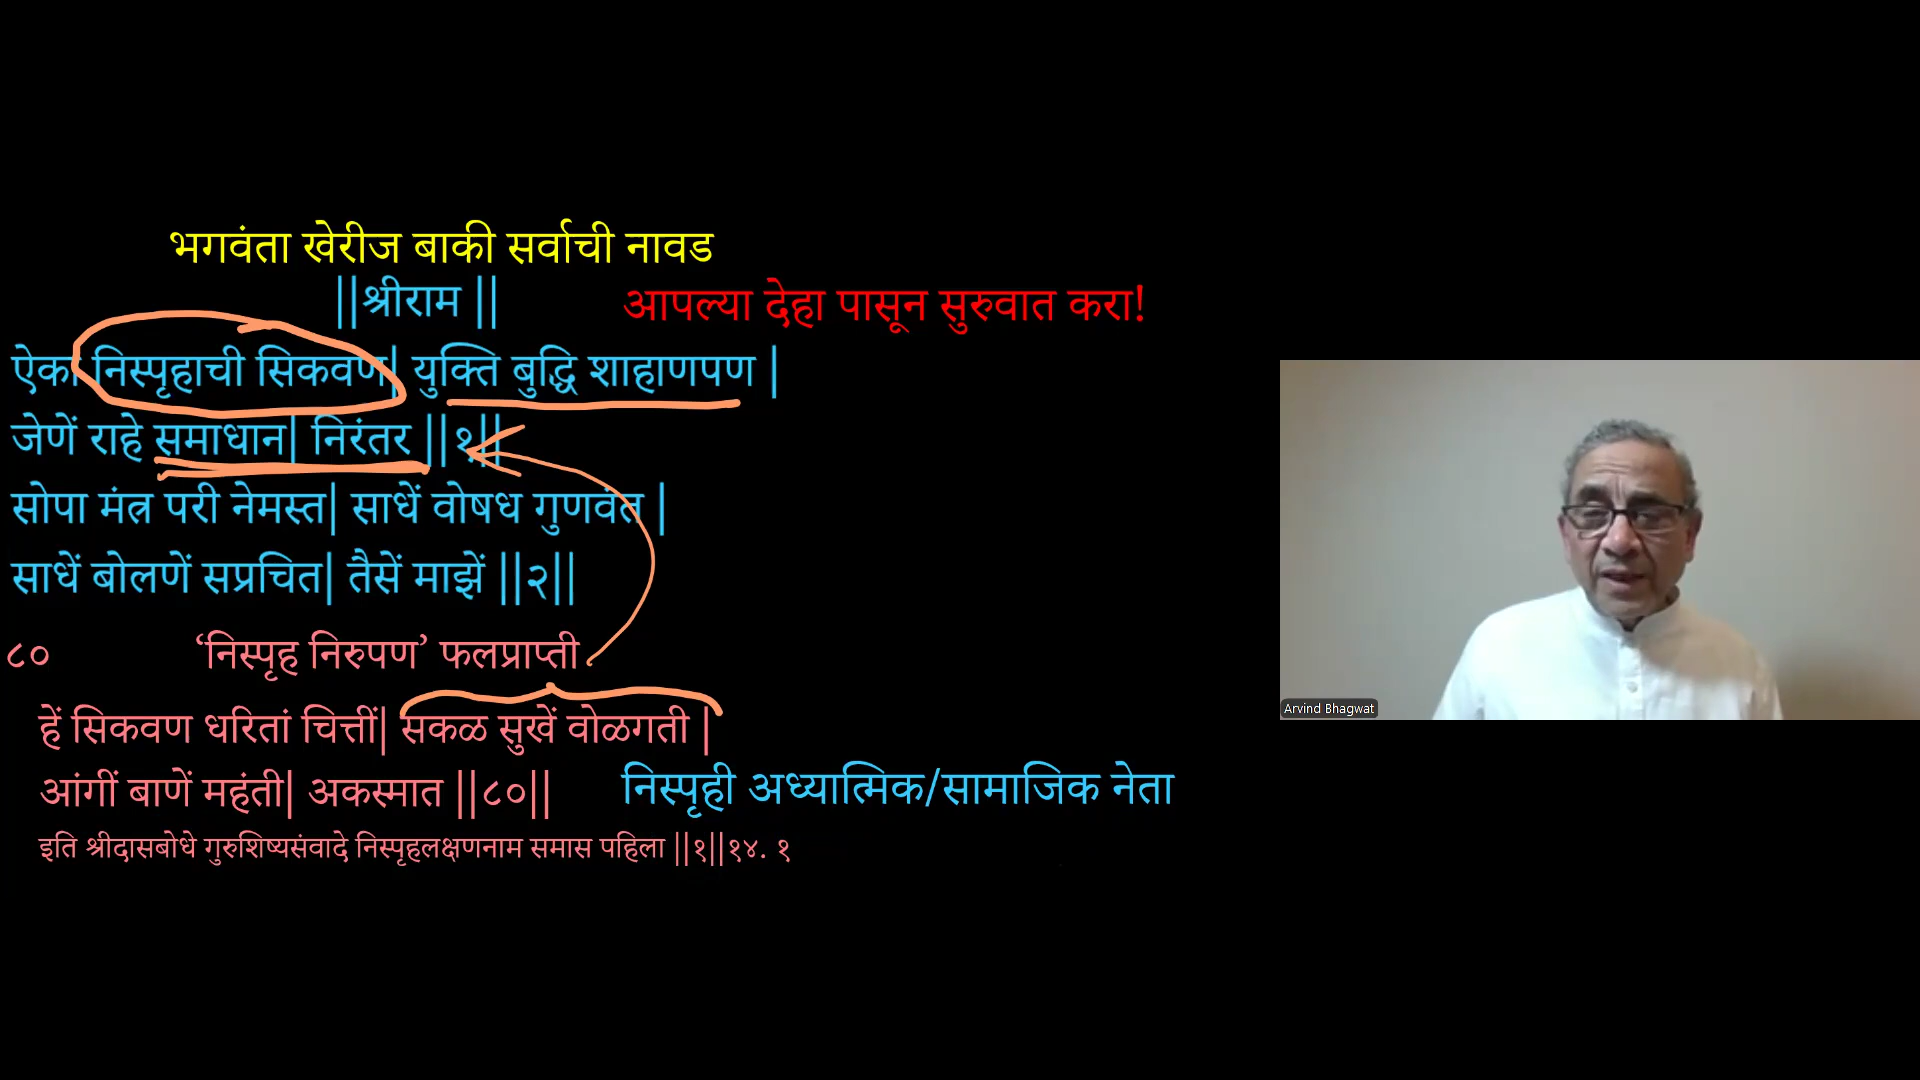 भगवंता खेरीज बाकी सर्वाची नावड
||श्रीराम ||
आपल्या देहा पासून सुरुवात करा!
ऐका निस्पृहाची सिकवण| युक्ति बुद्धि शाहाणपण |
जेणें राहे समाधान| निरंतर ||१||
सोपा मंत्र परी नेमस्त| साधें वोषध गुणवंत |
साधें बोलणें सप्रचित| तैसें माझें ||२||
८० ‘निस्पृह निरुपण’ फलप्राप्ती
हें सिकवण धरितां चित्तीं| सकळ सुखें वोळगती |
आंगीं बाणें महंती| अकस्मात ||८०||
निस्पृही अध्यात्मिक/सामाजिक नेता
इति श्रीदासबोधे गुरुशिष्यसंवादे निस्पृहलक्षणनाम समास पहिला ||१||१४. १
Arvind Bhagwat